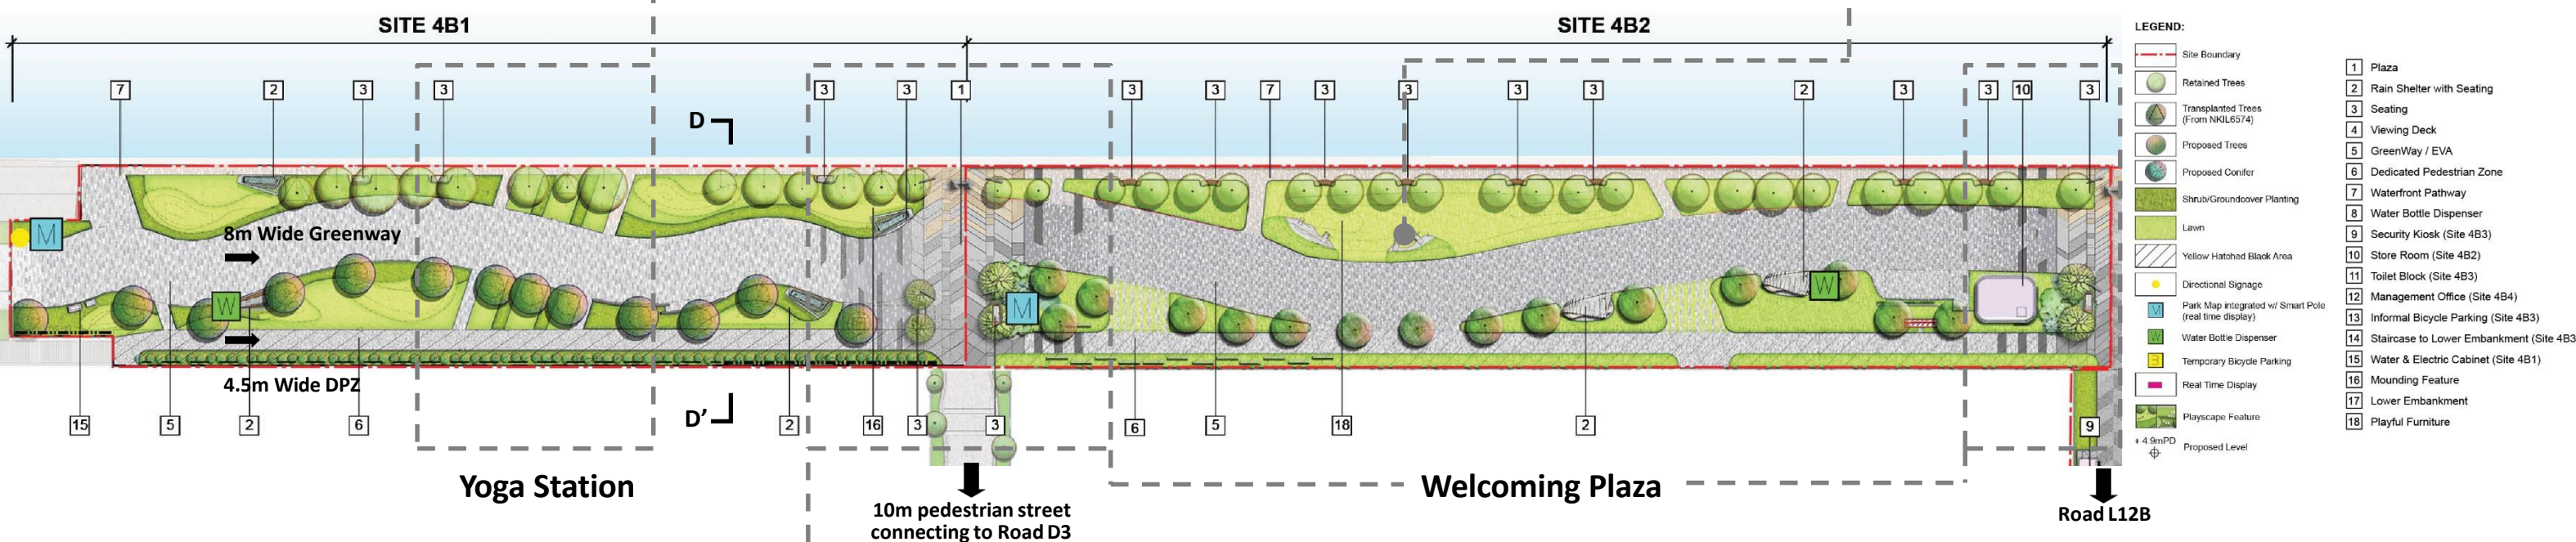 SITE 4B1
SITE 4B2
7
2
3
3
3
3
1
3
3
7
3
3
3
3
2
3
3
10
3
D
M
8m Wide Greenway
W
M
W
4.5m Wide DPZ
D’
15
5
2
6
2
16
3
3
6
5
18
2
9
Yoga Station
10m pedestrian street
connecting to Road D3
Welcoming Plaza
Road L12B
LEGEND:
Site Boundary
Retained Trees
Transplanted Trees
(From NKIL6574)
Proposed Trees
Proposed Conifer
Shrub/Groundcover Planting
Lawn
Yellow Hatched Black Area
Directional Signage
M Park Map integrated w/ Smart Pole
(real time display)
W Water Bottle Dispenser
Temporary Bicycle Parking
Real Time Display
Playscape Feature
+ 4.9mPD Proposed Level
1 Plaza
2 Rain Shelter with Seating
3 Seating
4 Viewing Deck
5 GreenWay / EVA
6 Dedicated Pedestrian Zone
7 Waterfront Pathway
8 Water Bottle Dispenser
9 Security Kiosk (Site 4B3)
10 Store Room (Site 4B2)
11 Toilet Block (Site 4B3)
12 Management Office (Site 4B4)
13 Informal Bicycle Parking (Site 4B3)
14 Staircase to Lower Embankment (Site 4B3
15 Water & Electric Cabinet (Site 4B1)
16 Mounding Feature
17 Lower Embankment
18 Playful Furniture